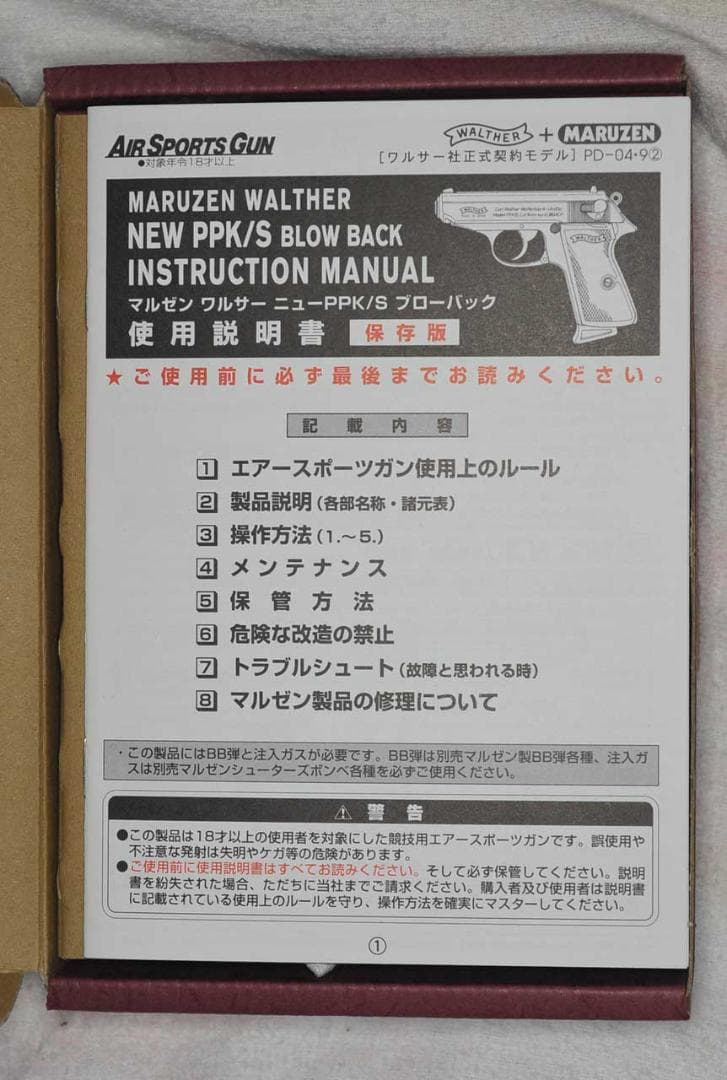 AIR SPORTS GUN
●対象年令18才以上
WALTHER + MARUZEN
[ワルサー社正式契約モデル] PD-04・9②
MARUZEN WALTHER
NEW PPK/S BLOW BACK
INSTRUCTION MANUAL
マルゼン ワルサー ニューPPK/S ブローバック
使用説明書 保存版
★ご使用前に必ず最後までお読みください。
記載内容
1 エアースポーツガン使用上のルール
2 製品説明(各部名称・諸元表)
3 操作方法(1.~5.)
4 メンテナンス
5 保管方法
6 危険な改造の禁止
7 トラブルシュート(故障と思われる時)
8 マルゼン製品の修理について
・この製品にはBB弾と注入ガスが必要です。BB弾は別売マルゼン製BB弾各種、注入ガ
スは別売マルゼンシューターズボンベ各種を必ずご使用ください。
⚠ 警告
●この製品は18才以上の使用者を対象にした競技用エアースポーツガンです。誤使用や
不注意な発射は失明やケガ等の危険があります。
●ご使用前に使用説明書はすべてお読みください。そして必ず保管してください。説明
書を紛失された場合、ただちに当社までご請求ください。購入者及び使用者は説明書
に記載されている使用上のルールを守り、操作方法を確実にマスターしてください。
①